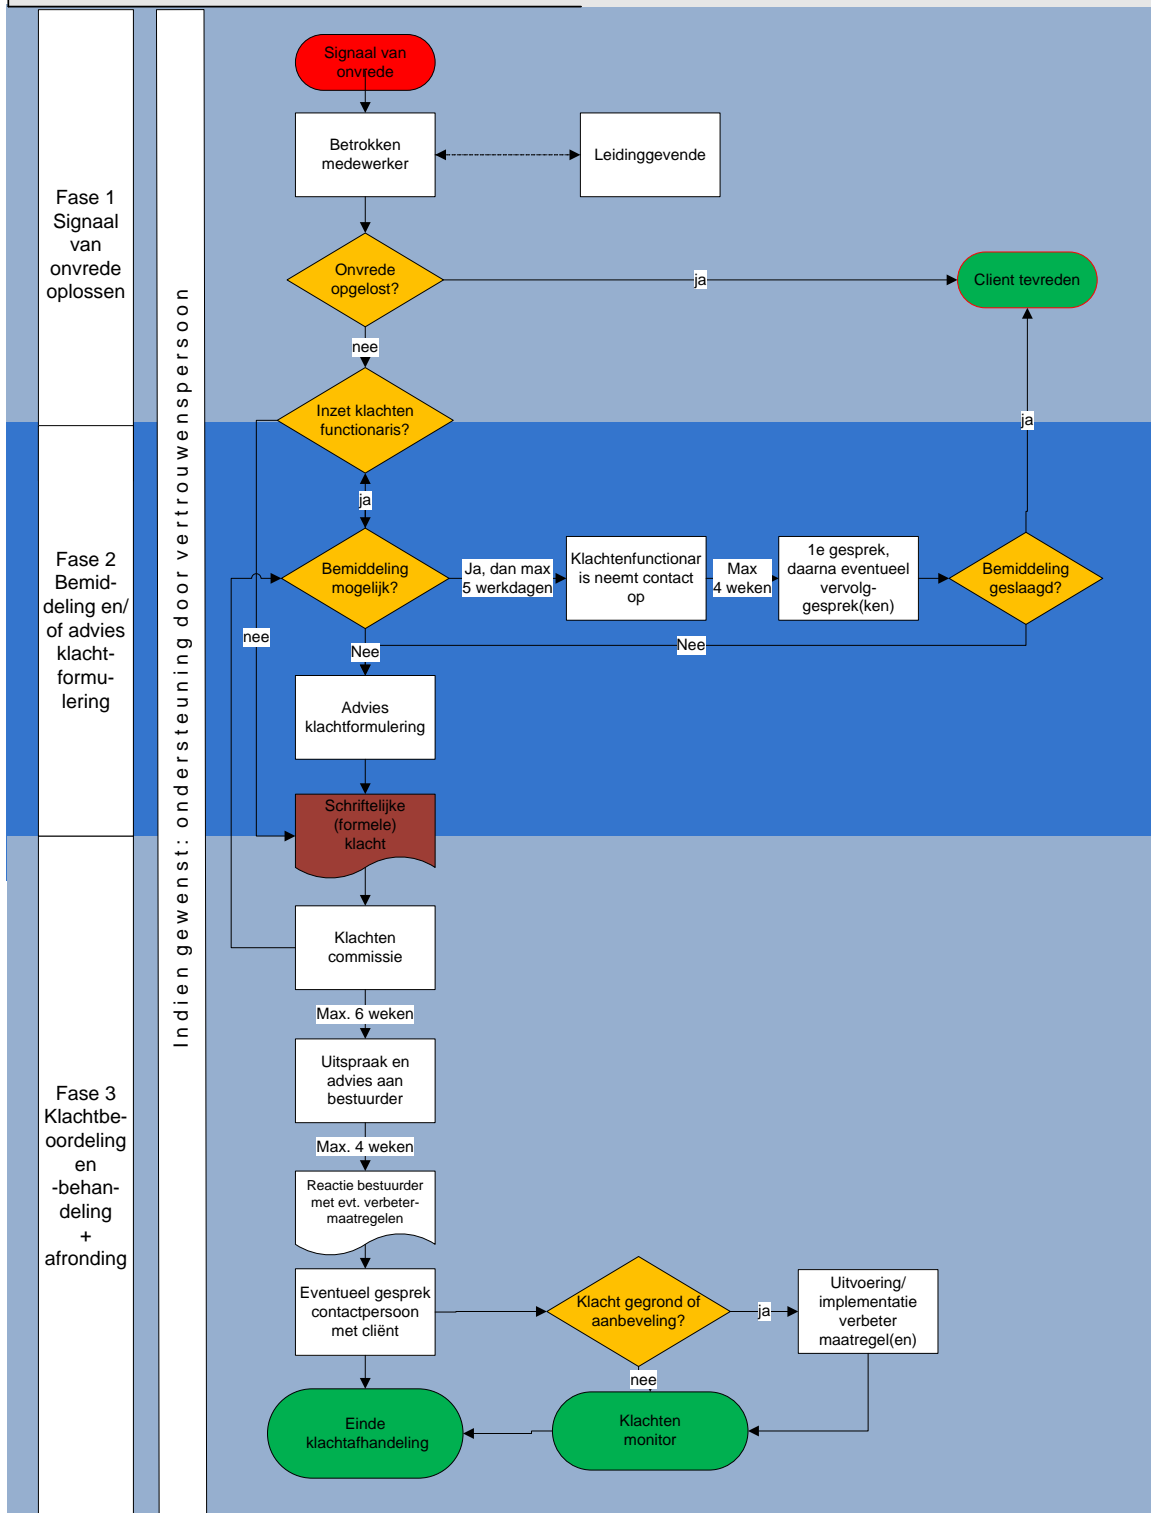 Fase 1
Signaal
van
onvrede
oplossen
Fase 2
Bemid-
deling en/
of advies
klacht-
formu-
lering
Fase 3
Klachtbe-
oordeling
en
-behan-
deling
+
afronding
Indien gewenst: ondersteuning door vertrouwenspersoon
Signaal van
onvrede
Betrokken
medewerker
Leidinggevende
Onvrede
opgelost?
ja
Client tevreden
nee
Inzet klachten
functionaris?
ja
ja
nee
Bemiddeling
mogelijk?
Ja, dan max
5 werkdagen
Klachtenfunctionar
is neemt contact
op
Max
4 weken
1e gesprek,
daarna eventueel
vervolg-
gesprek(ken)
Bemiddeling
geslaagd?
Nee
Nee
Advies
klachtformulering
Schriftelijke
(formele)
klacht
Klachten
commissie
Max. 6 weken
Uitspraak en
advies aan
bestuurder
Max. 4 weken
Reactie bestuurder
met evt. verbeter-
maatregelen
Eventueel gesprek
contactpersoon
met cliënt
Klacht gegrond of
aanbeveling?
ja
Uitvoering/
implementatie
verbeter
maatregel(en)
nee
Klachten
monitor
Einde
klachtafhandeling